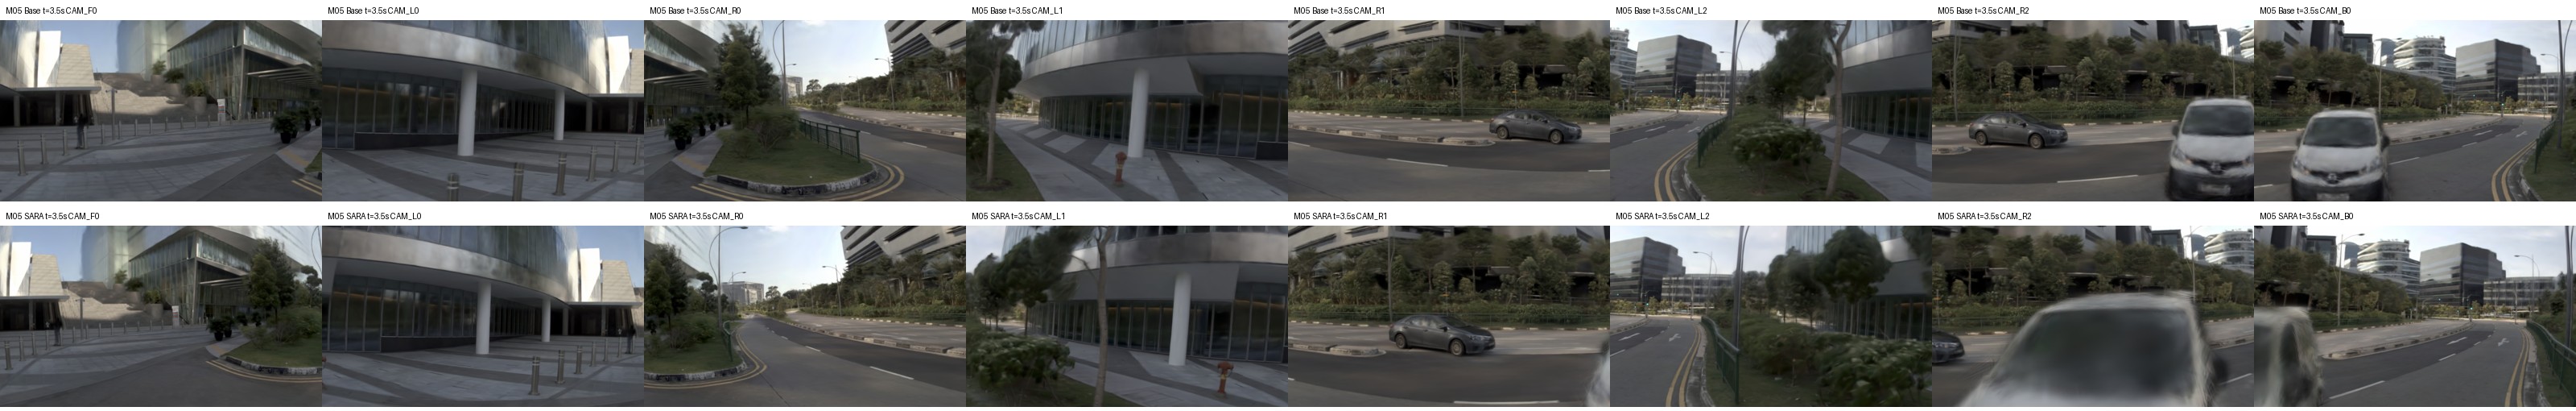 M05 Base t=3.5s CAM_F0
M05 Base t=3.5s CAM_L0
M05 Base t=3.5s CAM_R0
M05 Base t=3.5s CAM_L1
M05 Base t=3.5s CAM_R1
M05 Base t=3.5s CAM_L2
M05 Base t=3.5s CAM_R2
M05 Base t=3.5s CAM_B0
M05 SARA t=3.5s CAM_F0
M05 SARA t=3.5s CAM_L0
M05 SARA t=3.5s CAM_R0
M05 SARA t=3.5s CAM_L1
M05 SARA t=3.5s CAM_R1
M05 SARA t=3.5s CAM_L2
M05 SARA t=3.5s CAM_R2
M05 SARA t=3.5s CAM_B0